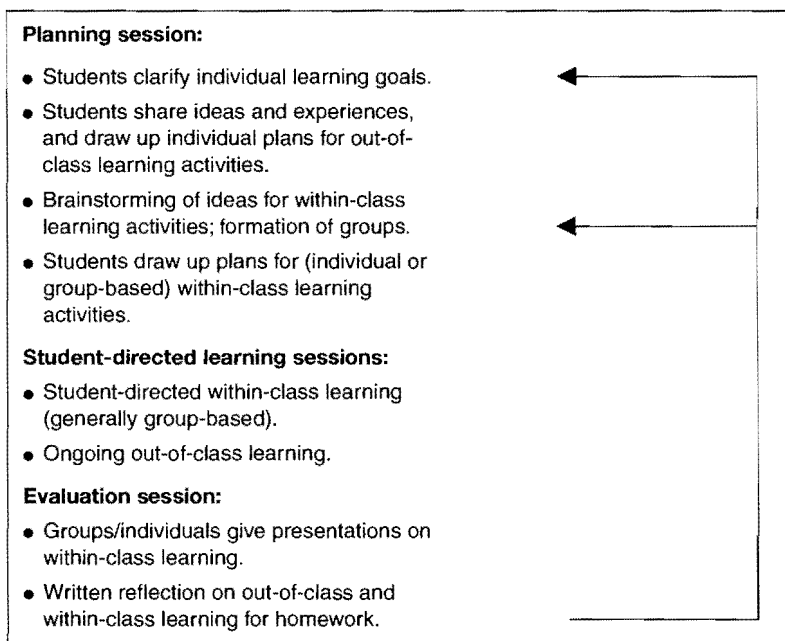 Planning session:
● Students clarify individual learning goals.
● Students share ideas and experiences,
and draw up individual plans for out-of-
class learning activities.
● Brainstorming of ideas for within-class
learning activities; formation of groups.
● Students draw up plans for (individual or
group-based) within-class learning
activities.
Student-directed learning sessions:
● Student-directed within-class learning
(generally group-based).
● Ongoing out-of-class learning.
Evaluation session:
● Groups/individuals give presentations on
within-class learning.
● Written reflection on out-of-class and
within-class learning for homework.